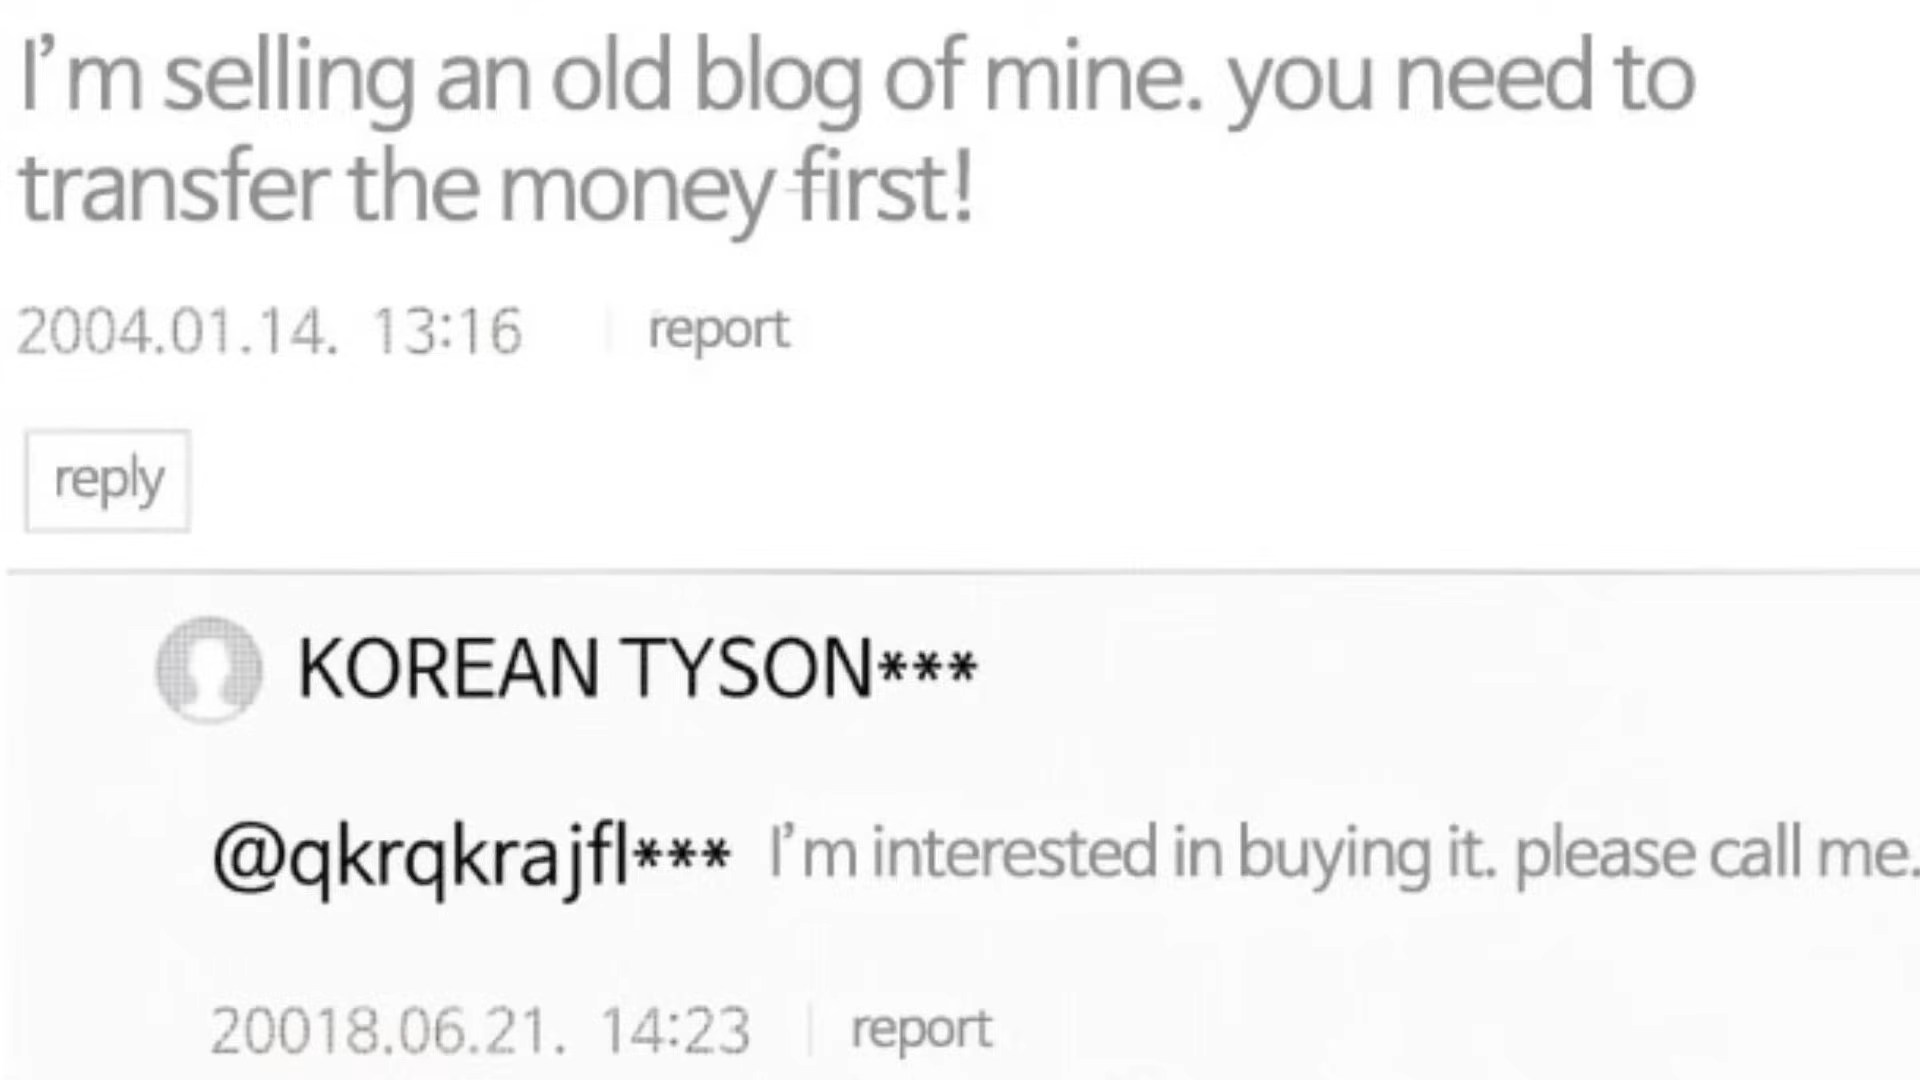 I'm selling an old blog of mine. you need to
transfer the money first!
2004.01.14. 13:16 report
reply
KOREAN TYSON***
@qkrqkrajfl*** I'm interested in buying it. please call me.
20018.06.21. 14:23 report